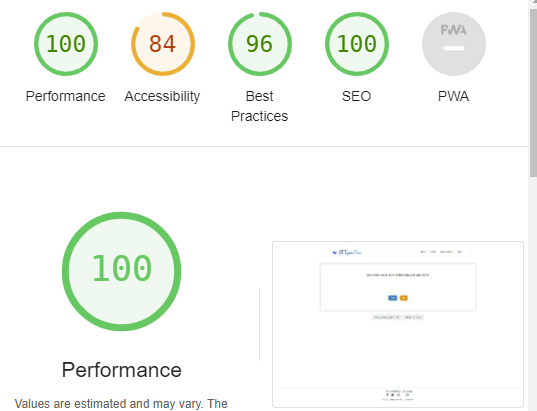 100
84
96
100
PWA
Performance
Accessibility
Best
Practices
SEO
PWA
100
Performance
Values are estimated and may vary. The